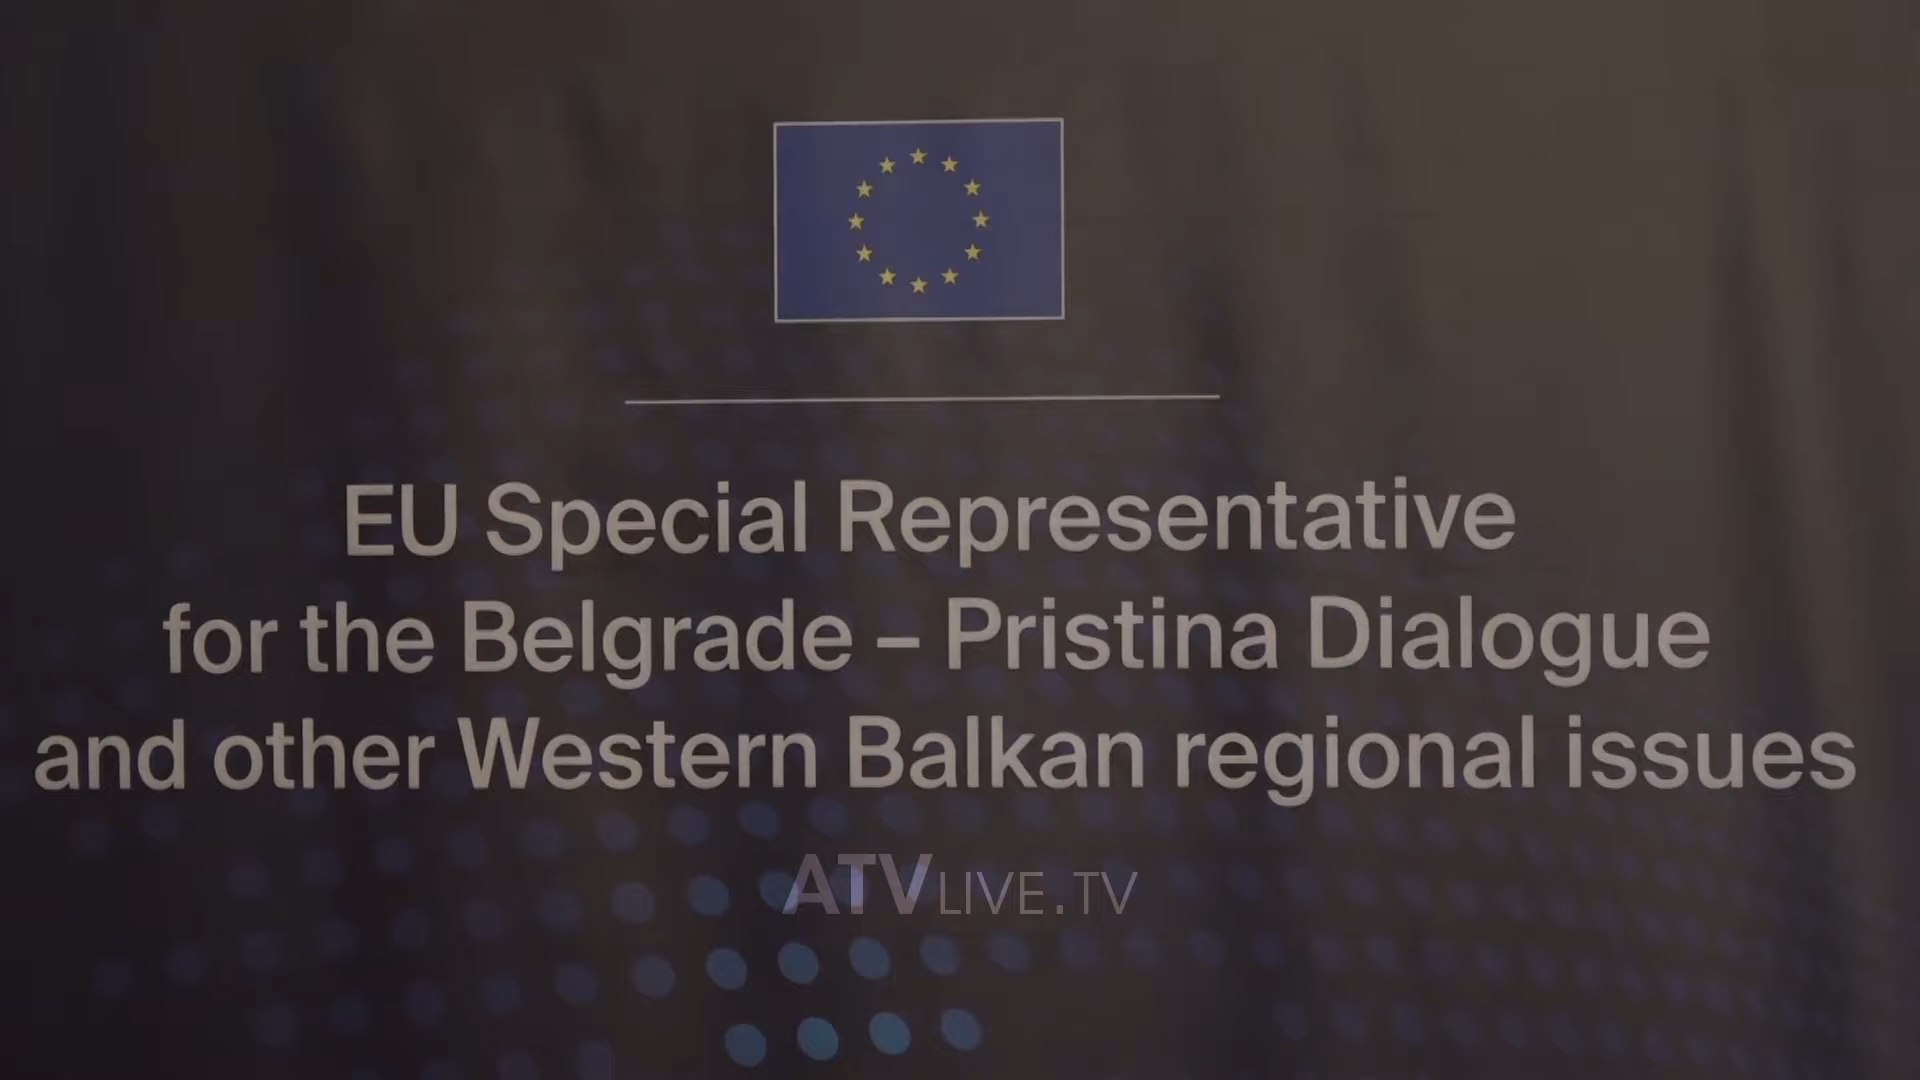 EU Special Representative
for the Belgrade – Pristina Dialogue
and other Western Balkan regional issues
ATVLIVE.TV